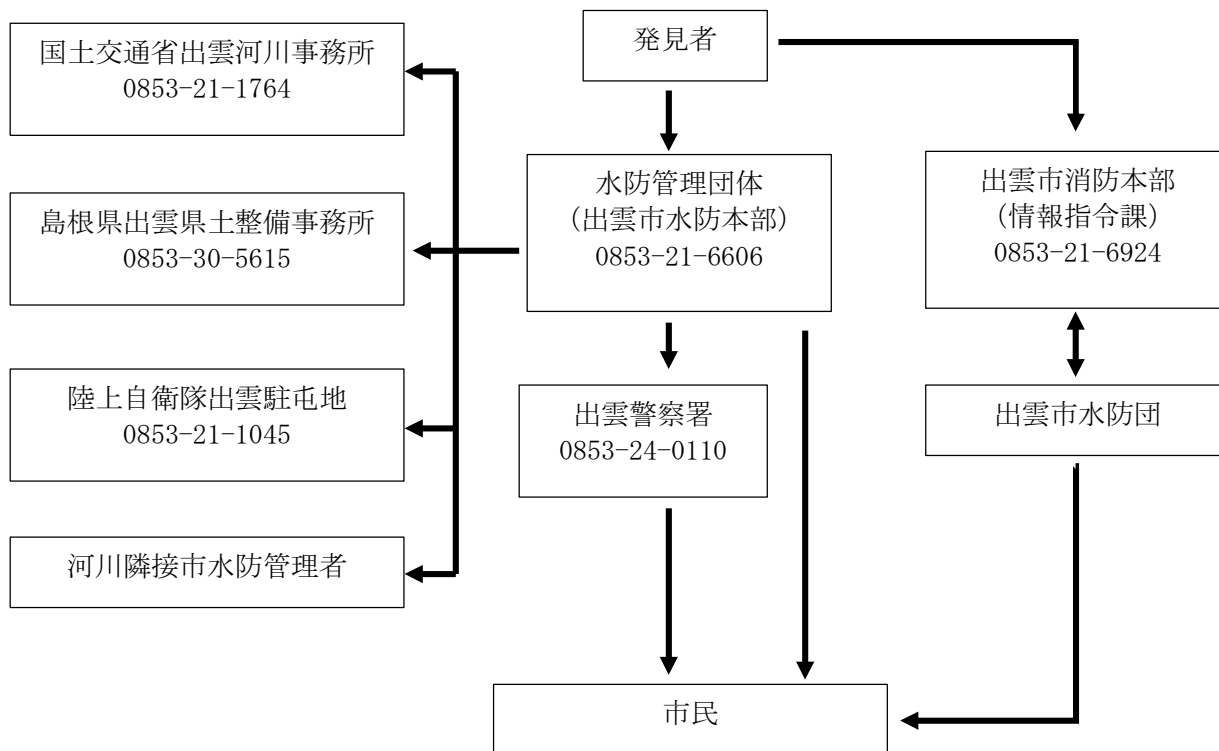 発見者
国土交通省出雲河川事務所
0853-21-1764
水防管理団体
（出雲市水防本部）
0853-21-6606
出雲市消防本部
（情報指令課）
0853-21-6924
島根県出雲県土整備事務所
0853-30-5615
陸上自衛隊出雲駐屯地
0853-21-1045
出雲警察署
0853-24-0110
出雲市水防団
河川隣接市水防管理者
市民